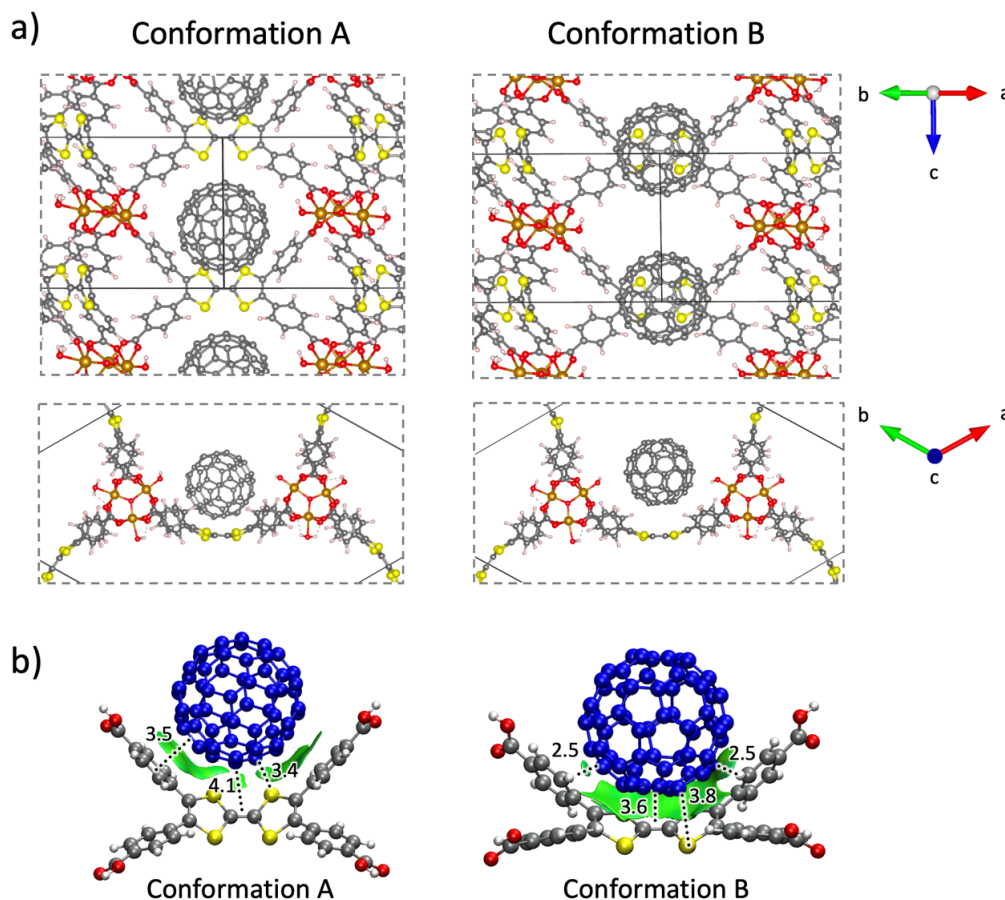 a)
Conformation A
Conformation B
b
a
c
b
a
c
b)
3.5
4.1
3.4
2.5
3.6
3.8
2.5
Conformation A
Conformation B